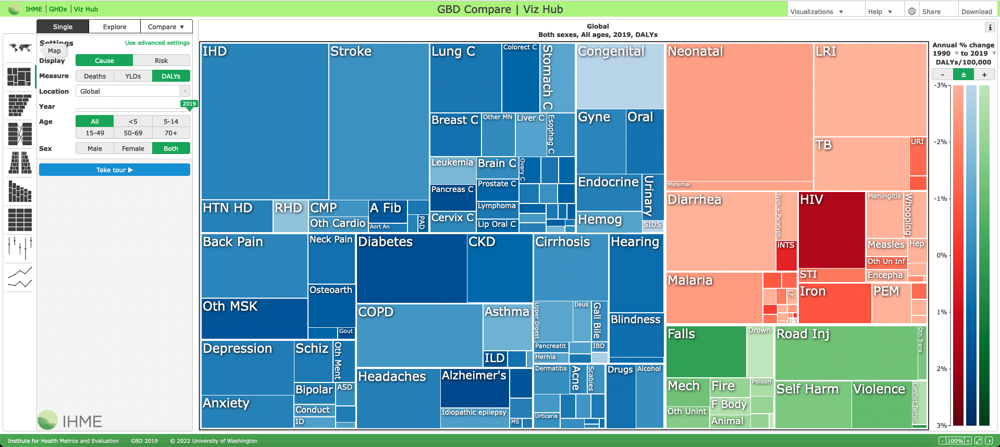 IHME | GHDx | Viz Hub
GBD Compare | Viz Hub
Visualizations
Help
Share
Download
Single
Explore
Compare
Settings
Use advanced settings
Map
Display
Cause
Risk
Measure
Deaths
YLDs
DALYs
Location
Global
Year
2019
Age
All
<5
5-14
15-49
50-69
70+
Sex
Male
Female
Both
Take tour
IHME
Global
Both sexes, All ages, 2019, DALYs
IHD
Stroke
HTN HD
RHD
CMP
Oth Cardio
A Fib
Aort An
PAD
Lung C
Colorect C
Stomach C
Breast C
Other MN
Liver C
Esophag C
Leukemia
Brain C
Ovary C
Pancreas C
Prostate C
Lymphoma
Cervix C
Lip Oral C
Congenital
Gyne
Oral
Endocrine
Urinary
Hemog
SIDS
Back Pain
Neck Pain
Osteoarth
Oth MSK
Gout
Diabetes
CKD
Cirrhosis
Hearing
COPD
Asthma
ILD
Upper Digest
Ileus
Gall Bile
Pancreatit
IBD
Hernia
Blindness
Depression
Schiz
Oth Ment
Bipolar
ASD
Anxiety
Conduct
ID
Headaches
Alzheimer's
Idiopathic epilepsy
MS
Dermatitis
Acne
Scabies
Urticaria
Drugs
Alcohol
Neonatal
Maternal
LRI
TB
URI
Diarrhea
Typh + Paratyph
iNTS
HIV
STI
Meningitis
Whooping
Measles
Hep
Oth Un Inf
Encepha
Malaria
LF
Iron
PEM
Falls
Drown
Road Inj
Oth Trans
Mech
Fire
Poison
Oth Unint
F Body
Animal
Self Harm
Violence
Conflict Terror
i
Annual % change
1990 to 2019
DALYs/100,000
-
±
+
-3%
-2%
-1%
0%
1%
2%
3%
Institute for Health Metrics and Evaluation
GBD 2019
© 2022 University of Washington
- 100% +